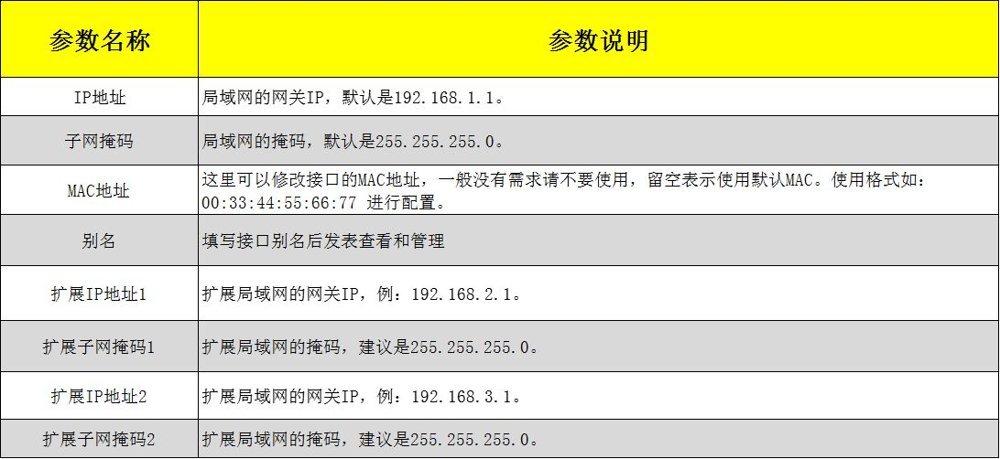 参数名称
参数说明
IP地址
局域网的网关IP，默认是192.168.1.1。
子网掩码
局域网的掩码，默认是255.255.255.0。
MAC地址
这里可以修改接口的MAC地址，一般没有需求请不要使用，留空表示使用默认MAC。使用格式如：
00:33:44:55:66:77 进行配置。
别名
填写接口别名后发表查看和管理
扩展IP地址1
扩展局域网的网关IP，例：192.168.2.1。
扩展子网掩码1
扩展局域网的掩码，建议是255.255.255.0。
扩展IP地址2
扩展局域网的网关IP，例：192.168.3.1。
扩展子网掩码2
扩展局域网的掩码，建议是255.255.255.0。